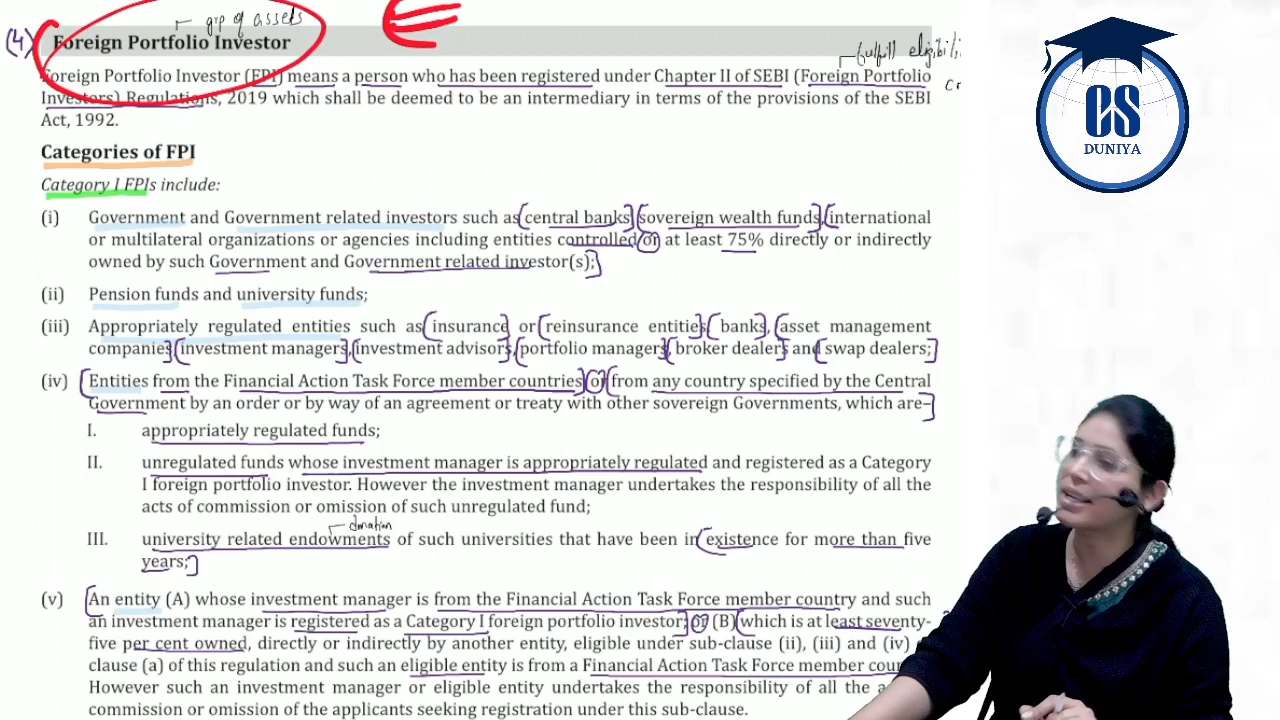 grp of assets
(4) Foreign Portfolio Investor
fulfill
Foreign Portfolio Investor (FPI) means a person who has been registered under Chapter II of SEBI (Foreign Portfolio
Investors) Regulations, 2019 which shall be deemed to be an intermediary in terms of the provisions of the SEBI
Act, 1992.
Categories of FPI
Category I FPIs include:
(i) Government and Government related investors such as central banks, sovereign wealth funds, international
or multilateral organizations or agencies including entities controlled or at least 75% directly or indirectly
owned by such Government and Government related investor(s);
(ii) Pension funds and university funds;
(iii) Appropriately regulated entities such as insurance or reinsurance entities, banks, asset management
companies, investment managers, investment advisors, portfolio managers, broker dealers and swap dealers;
(iv) Entities from the Financial Action Task Force member countries or from any country specified by the Central
Government by an order or by way of an agreement or treaty with other sovereign Governments, which are–
I. appropriately regulated funds;
II. unregulated funds whose investment manager is appropriately regulated and registered as a Category
I foreign portfolio investor. However the investment manager undertakes the responsibility of all the
acts of commission or omission of such unregulated fund;
donation
III. university related endowments of such universities that have been in existence for more than five
years;
(v) An entity (A) whose investment manager is from the Financial Action Task Force member country and such
an investment manager is registered as a Category I foreign portfolio investor; or (B) which is at least seventy-
five per cent owned, directly or indirectly by another entity, eligible under sub-clause (ii), (iii) and (iv)
clause (a) of this regulation and such an eligible entity is from a Financial Action Task Force member
However such an investment manager or eligible entity undertakes the responsibility of all the
commission or omission of the applicants seeking registration under this sub-clause.
CS
DUNIYA